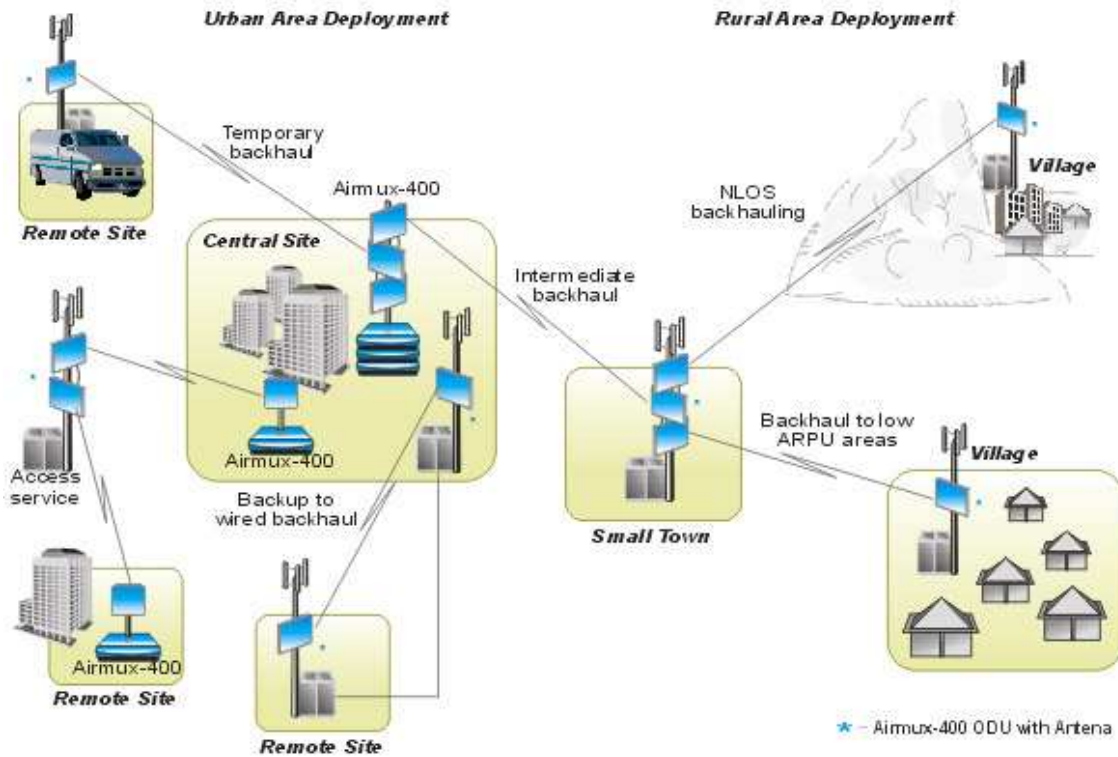 Urban Area Deployment
Rural Area Deployment
Temporary
backhaul
Airmux-400
Village
NLOS
backhauling
Remote Site
Central Site
Intermediate
backhaul
Backhaul to low
ARPU areas
Village
Airmux-400
Access
service
Backup to
wired backhaul
Small Town
Airmux-400
Remote Site
Remote Site
* - Airmux-400 ODU with Antena